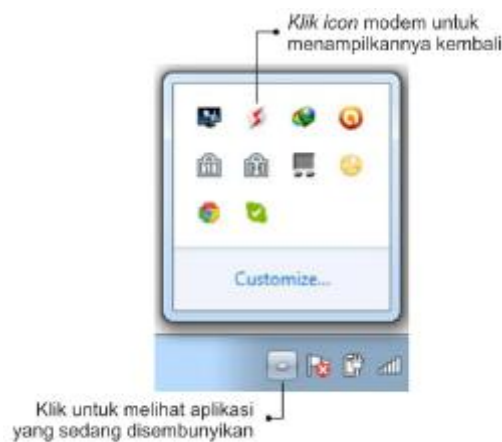 Klik icon modem untuk
menampilkannya kembali
Customize...
Klik untuk melihat aplikasi
yang sedang disembunyikan